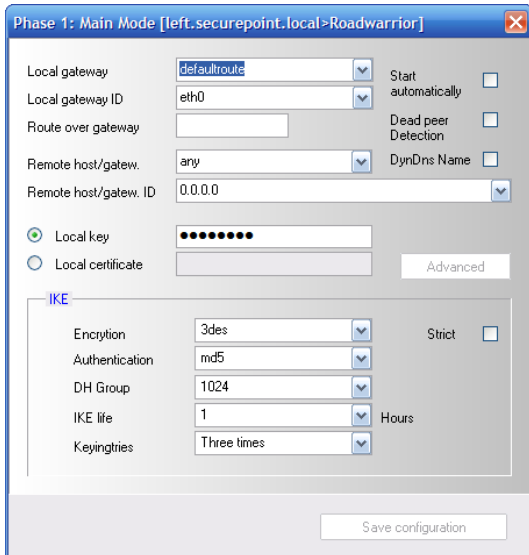 Phase 1: Main Mode [left.securepoint.local>Roadwarrior]
Local gateway defaultroute Start automatically
Local gateway ID eth0
Route over gateway Dead peer Detection
Remote host/gatew. any DynDns Name
Remote host/gatew. ID 0.0.0.0
Local key ●●●●●●●●
Local certificate Advanced
IKE
Encrytion 3des Strict
Authentication md5
DH Group 1024
IKE life 1 Hours
Keyingtries Three times
Save configuration